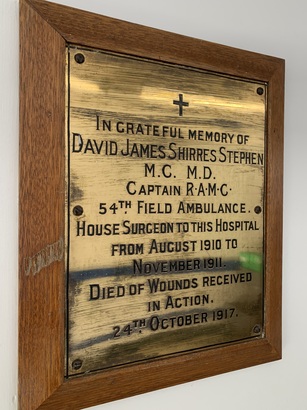 IN GRATEFUL MEMORY OF
DAVID JAMES SHIRRES STEPHEN
M.C. M.D.
CAPTAIN R·A·M·C·
54TH FIELD AMBULANCE.
HOUSE SURGEON TO THIS HOSPITAL
FROM AUGUST 1910 TO
NOVEMBER 1911.
DIED OF WOUNDS RECEIVED
IN ACTION.
24TH OCTOBER 1917.